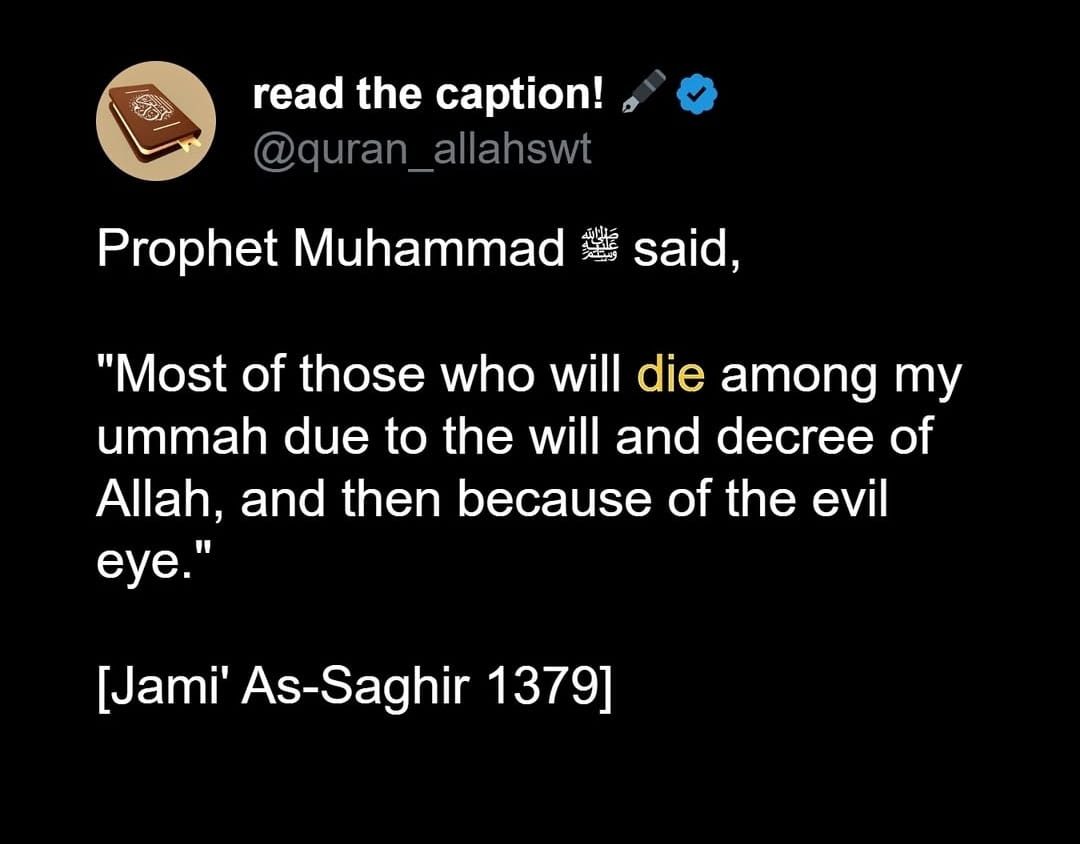 read the caption!
@quran_allahswt
Prophet Muhammad ﷺ said,
"Most of those who will die among my
ummah due to the will and decree of
Allah, and then because of the evil
eye."
[Jami' As-Saghir 1379]